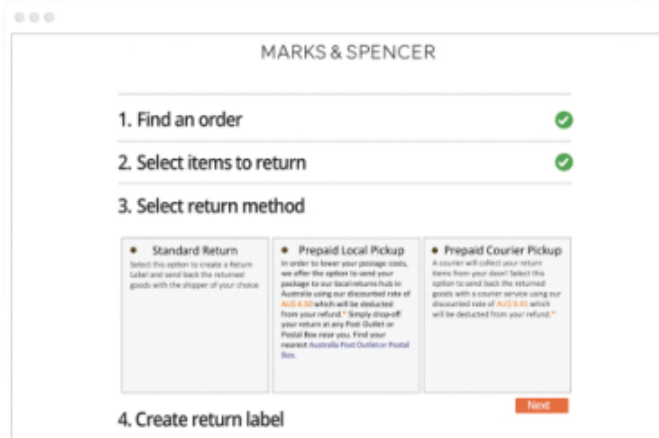 MARKS & SPENCER
1. Find an order
2. Select items to return
3. Select return method
Standard Return
Select this option to create a Return
Label and send back the returned
goods with the shipper of your choice
Prepaid Local Pickup
In order to lower your postage costs,
we offer the option to send your
package to our local returns hub in
Australia using our discounted rate of
AU$ 4.50 which will be deducted
from your refund.* Simply drop-off
your return at any Post Outlet or
Postal Box near you. Find your
nearest Australia Post Outlet or Postal
Box.
Prepaid Courier Pickup
A courier will collect your return
items from your door! Select this
option to send back the returned
goods with a courier service using our
discounted rate of AU$ 9.45 which
will be deducted from your refund.*
Next
4. Create return label